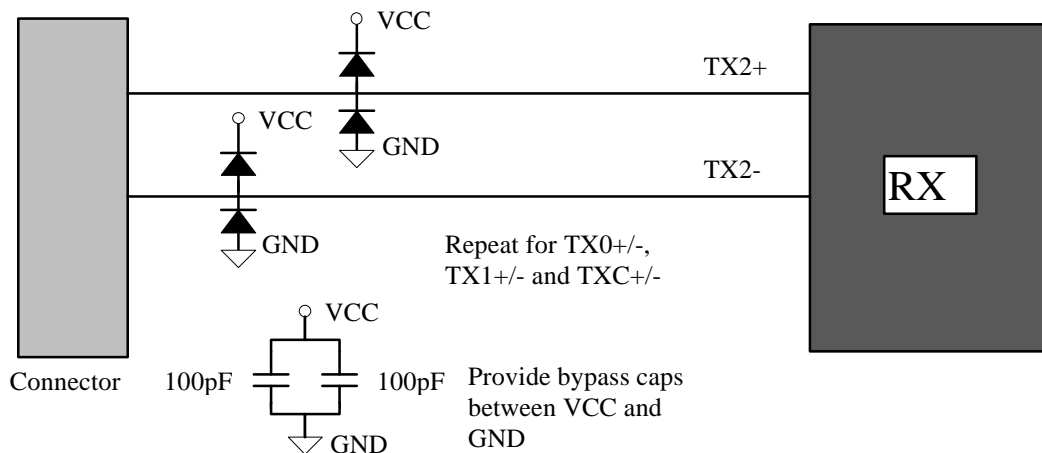 VCC
TX2+
VCC
GND
TX2-
RX
GND
Repeat for TX0+/-,
TX1+/- and TXC+/-
VCC
Connector
100pF
100pF
Provide bypass caps
between VCC and
GND
GND